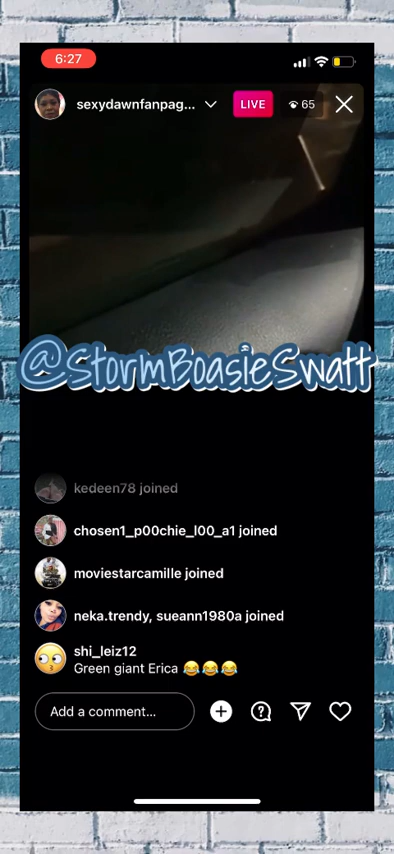 6:27
sexydawnfanpag... LIVE 65
@StormBoasieSwatt
kedeen78 joined
chosen1_p00chie_l00_a1 joined
moviestarcamille joined
neka.trendy, sueann1980a joined
shi_leiz12
Green giant Erica 😂😂😂
Add a comment...